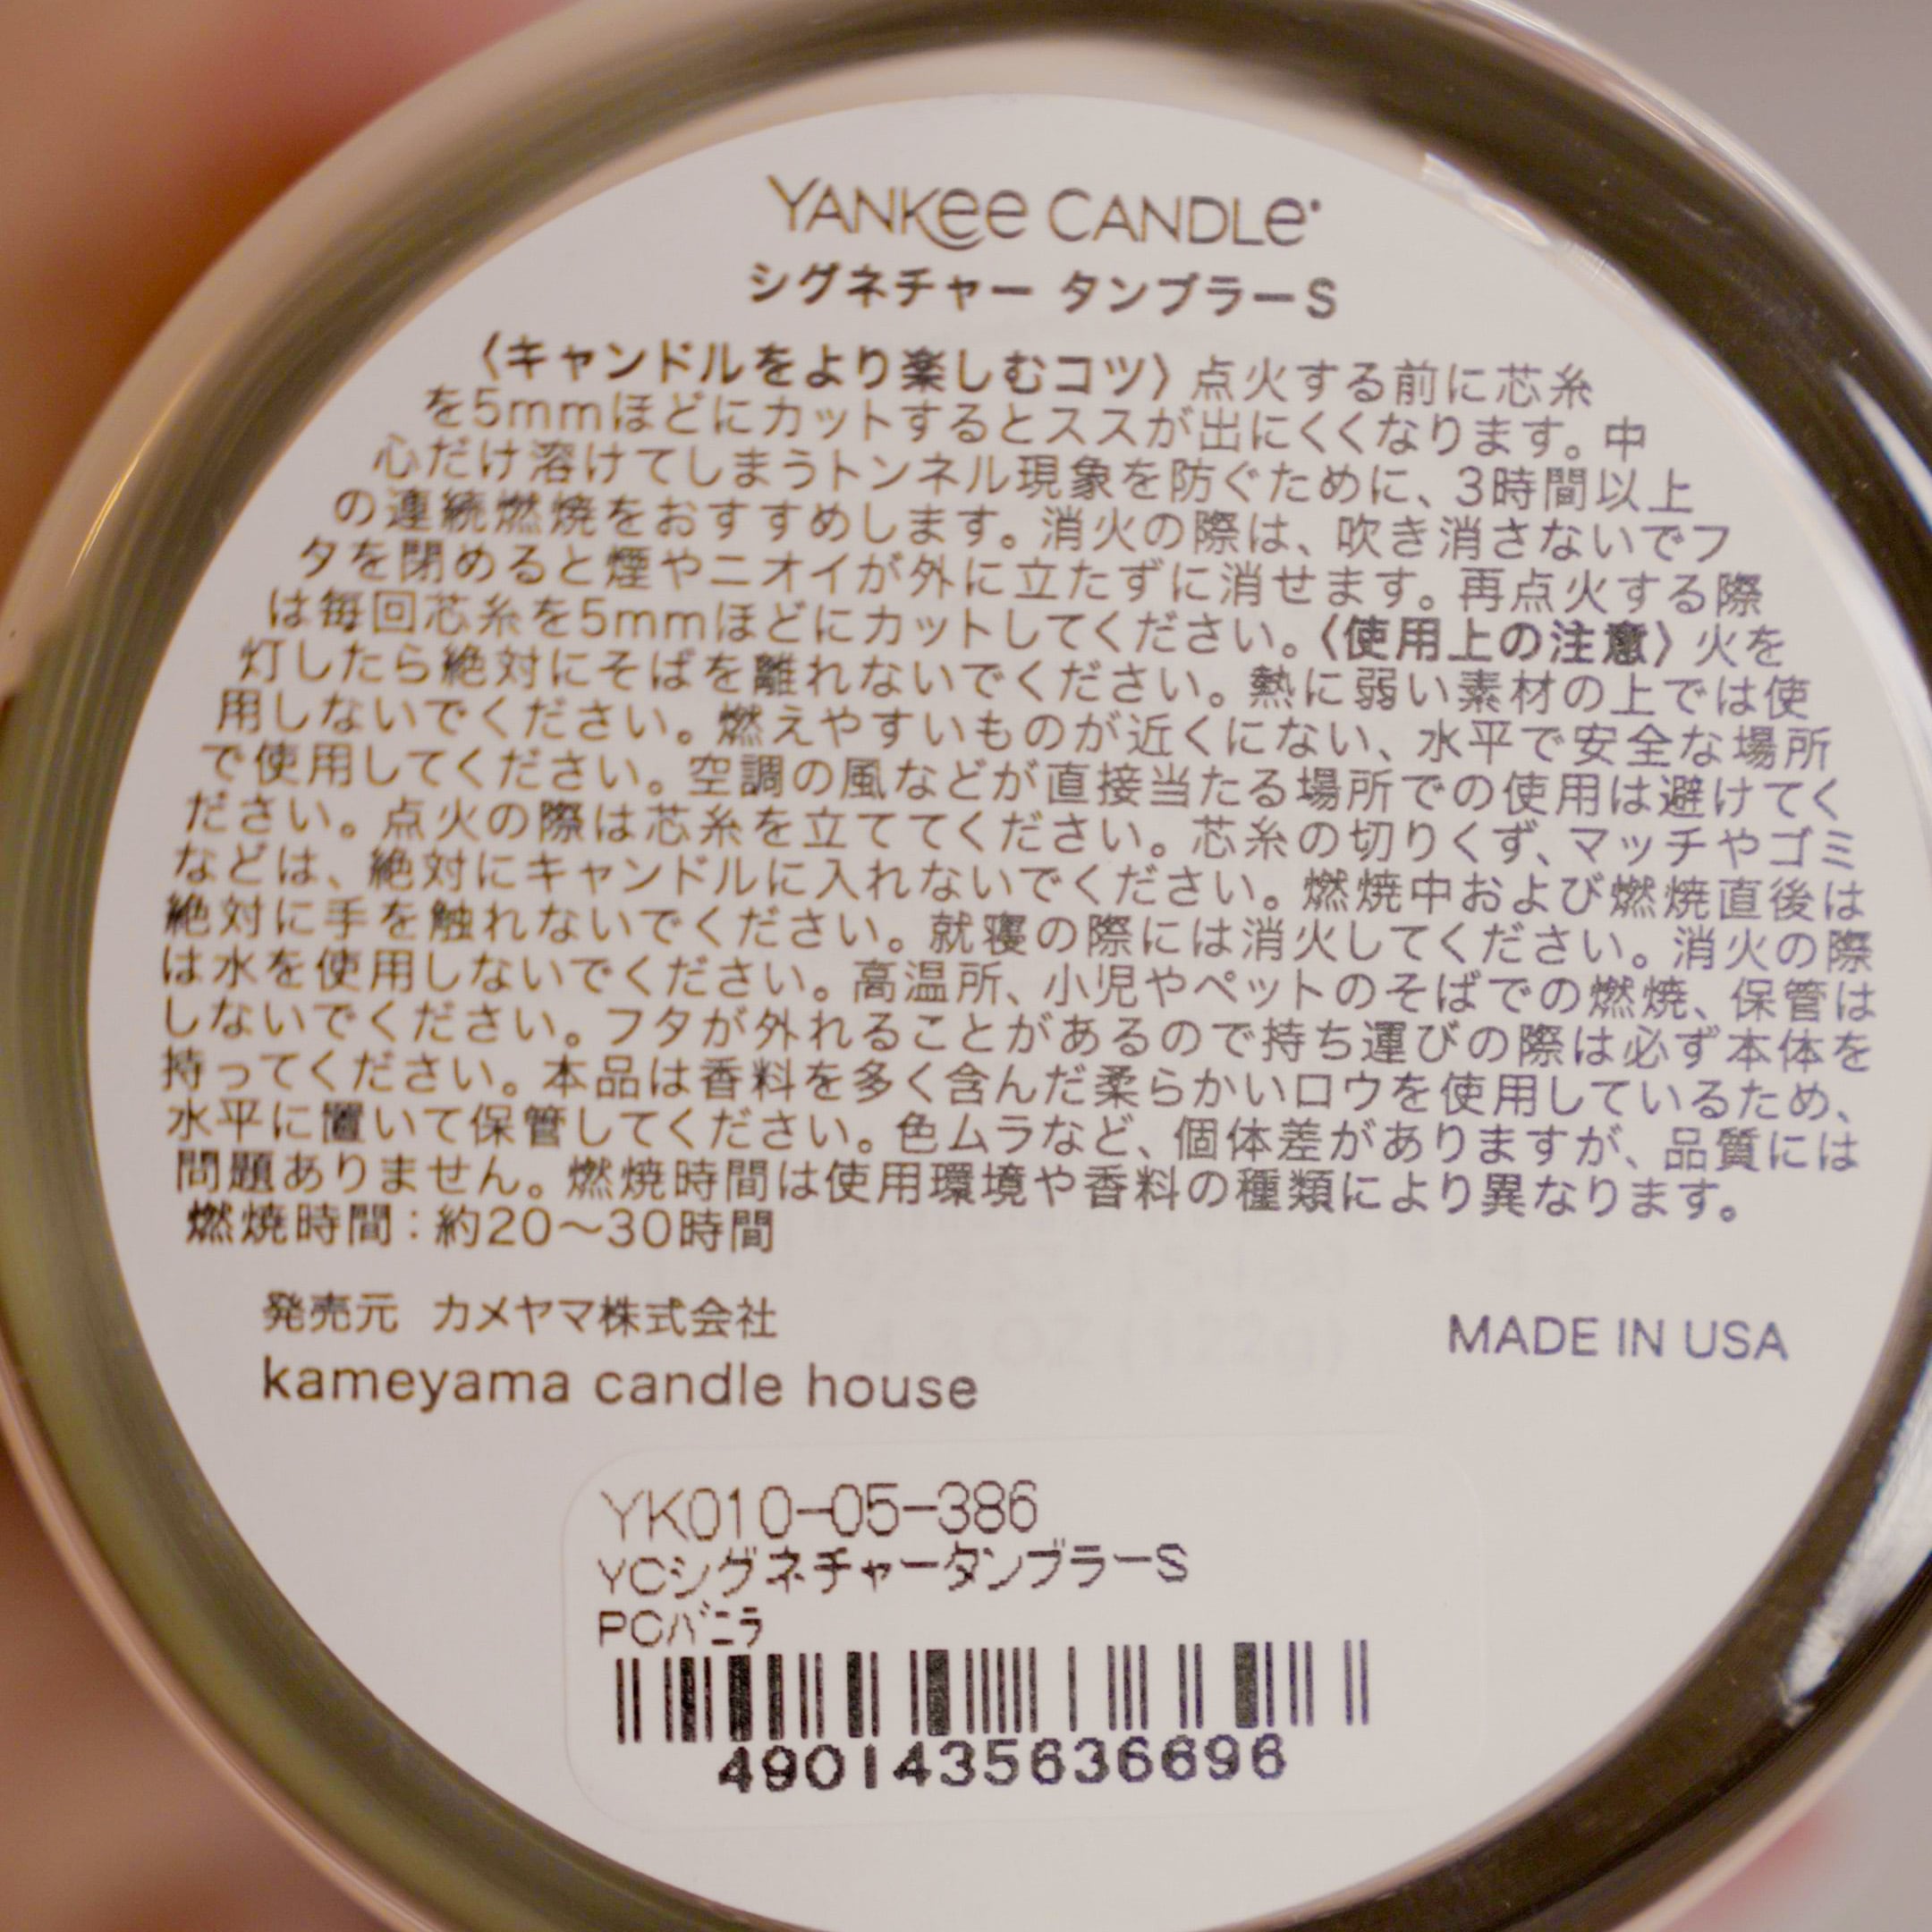 YANKEE CANDLE
シグネチャー タンブラーS
〈キャンドルをより楽しむコツ〉点火する前に芯糸
を5mmほどにカットするとススが出にくくなります。中
心だけ溶けてしまうトンネル現象を防ぐために、3時間以上
の連続燃焼をおすすめします。消火の際は、吹き消さないでフ
タを閉めると煙やニオイが外に立たずに消せます。再点火する際
は毎回芯糸を5mmほどにカットしてください。〈使用上の注意〉火を
灯したら絶対にそばを離れないでください。熱に弱い素材の上では使
用しないでください。燃えやすいものが近くにない、水平で安全な場所
で使用してください。空調の風などが直接当たる場所での使用は避けてく
ださい。点火の際は芯糸を立ててください。芯糸の切りくず、マッチやゴミ
などは、絶対にキャンドルに入れないでください。燃焼中および燃焼直後は
絶対に手を触れないでください。就寝の際には消火してください。消火の際
は水を使用しないでください。高温所、小児やペットのそばでの燃焼、保管は
しないでください。フタが外れることがあるので持ち運びの際は必ず本体を
持ってください。本品は香料を多く含んだ柔らかいロウを使用しているため、
水平に置いて保管してください。色ムラなど、個体差がありますが、品質には
問題ありません。燃焼時間は使用環境や香料の種類により異なります。
燃焼時間：約20〜30時間
発売元 カメヤマ株式会社
kameyama candle house
MADE IN USA
YK010-05-386
YCシグネチャータンブラーS
PCバニラ
4901435636696